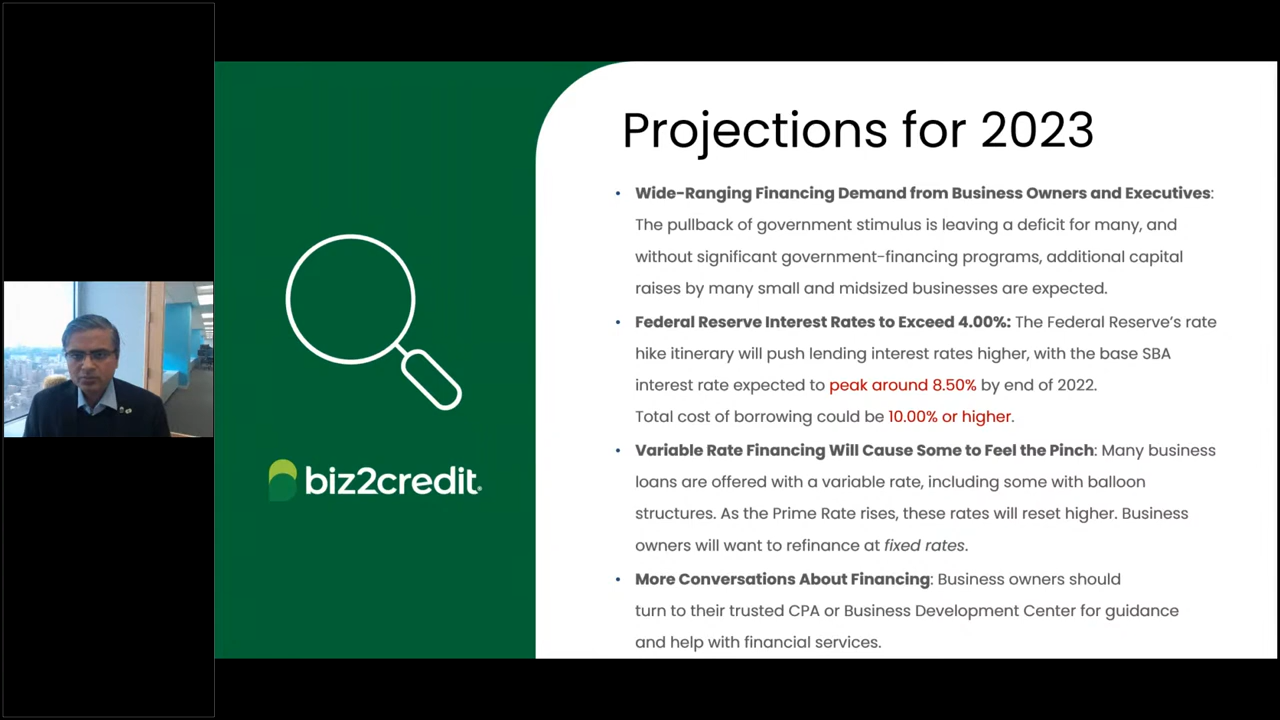 Projections for 2023
• Wide-Ranging Financing Demand from Business Owners and Executives:
The pullback of government stimulus is leaving a deficit for many, and
without significant government-financing programs, additional capital
raises by many small and midsized businesses are expected.
• Federal Reserve Interest Rates to Exceed 4.00%: The Federal Reserve’s rate
hike itinerary will push lending interest rates higher, with the base SBA
interest rate expected to peak around 8.50% by end of 2022.
Total cost of borrowing could be 10.00% or higher.
• Variable Rate Financing Will Cause Some to Feel the Pinch: Many business
loans are offered with a variable rate, including some with balloon
structures. As the Prime Rate rises, these rates will reset higher. Business
owners will want to refinance at fixed rates.
• More Conversations About Financing: Business owners should
turn to their trusted CPA or Business Development Center for guidance
and help with financial services.
biz2credit.